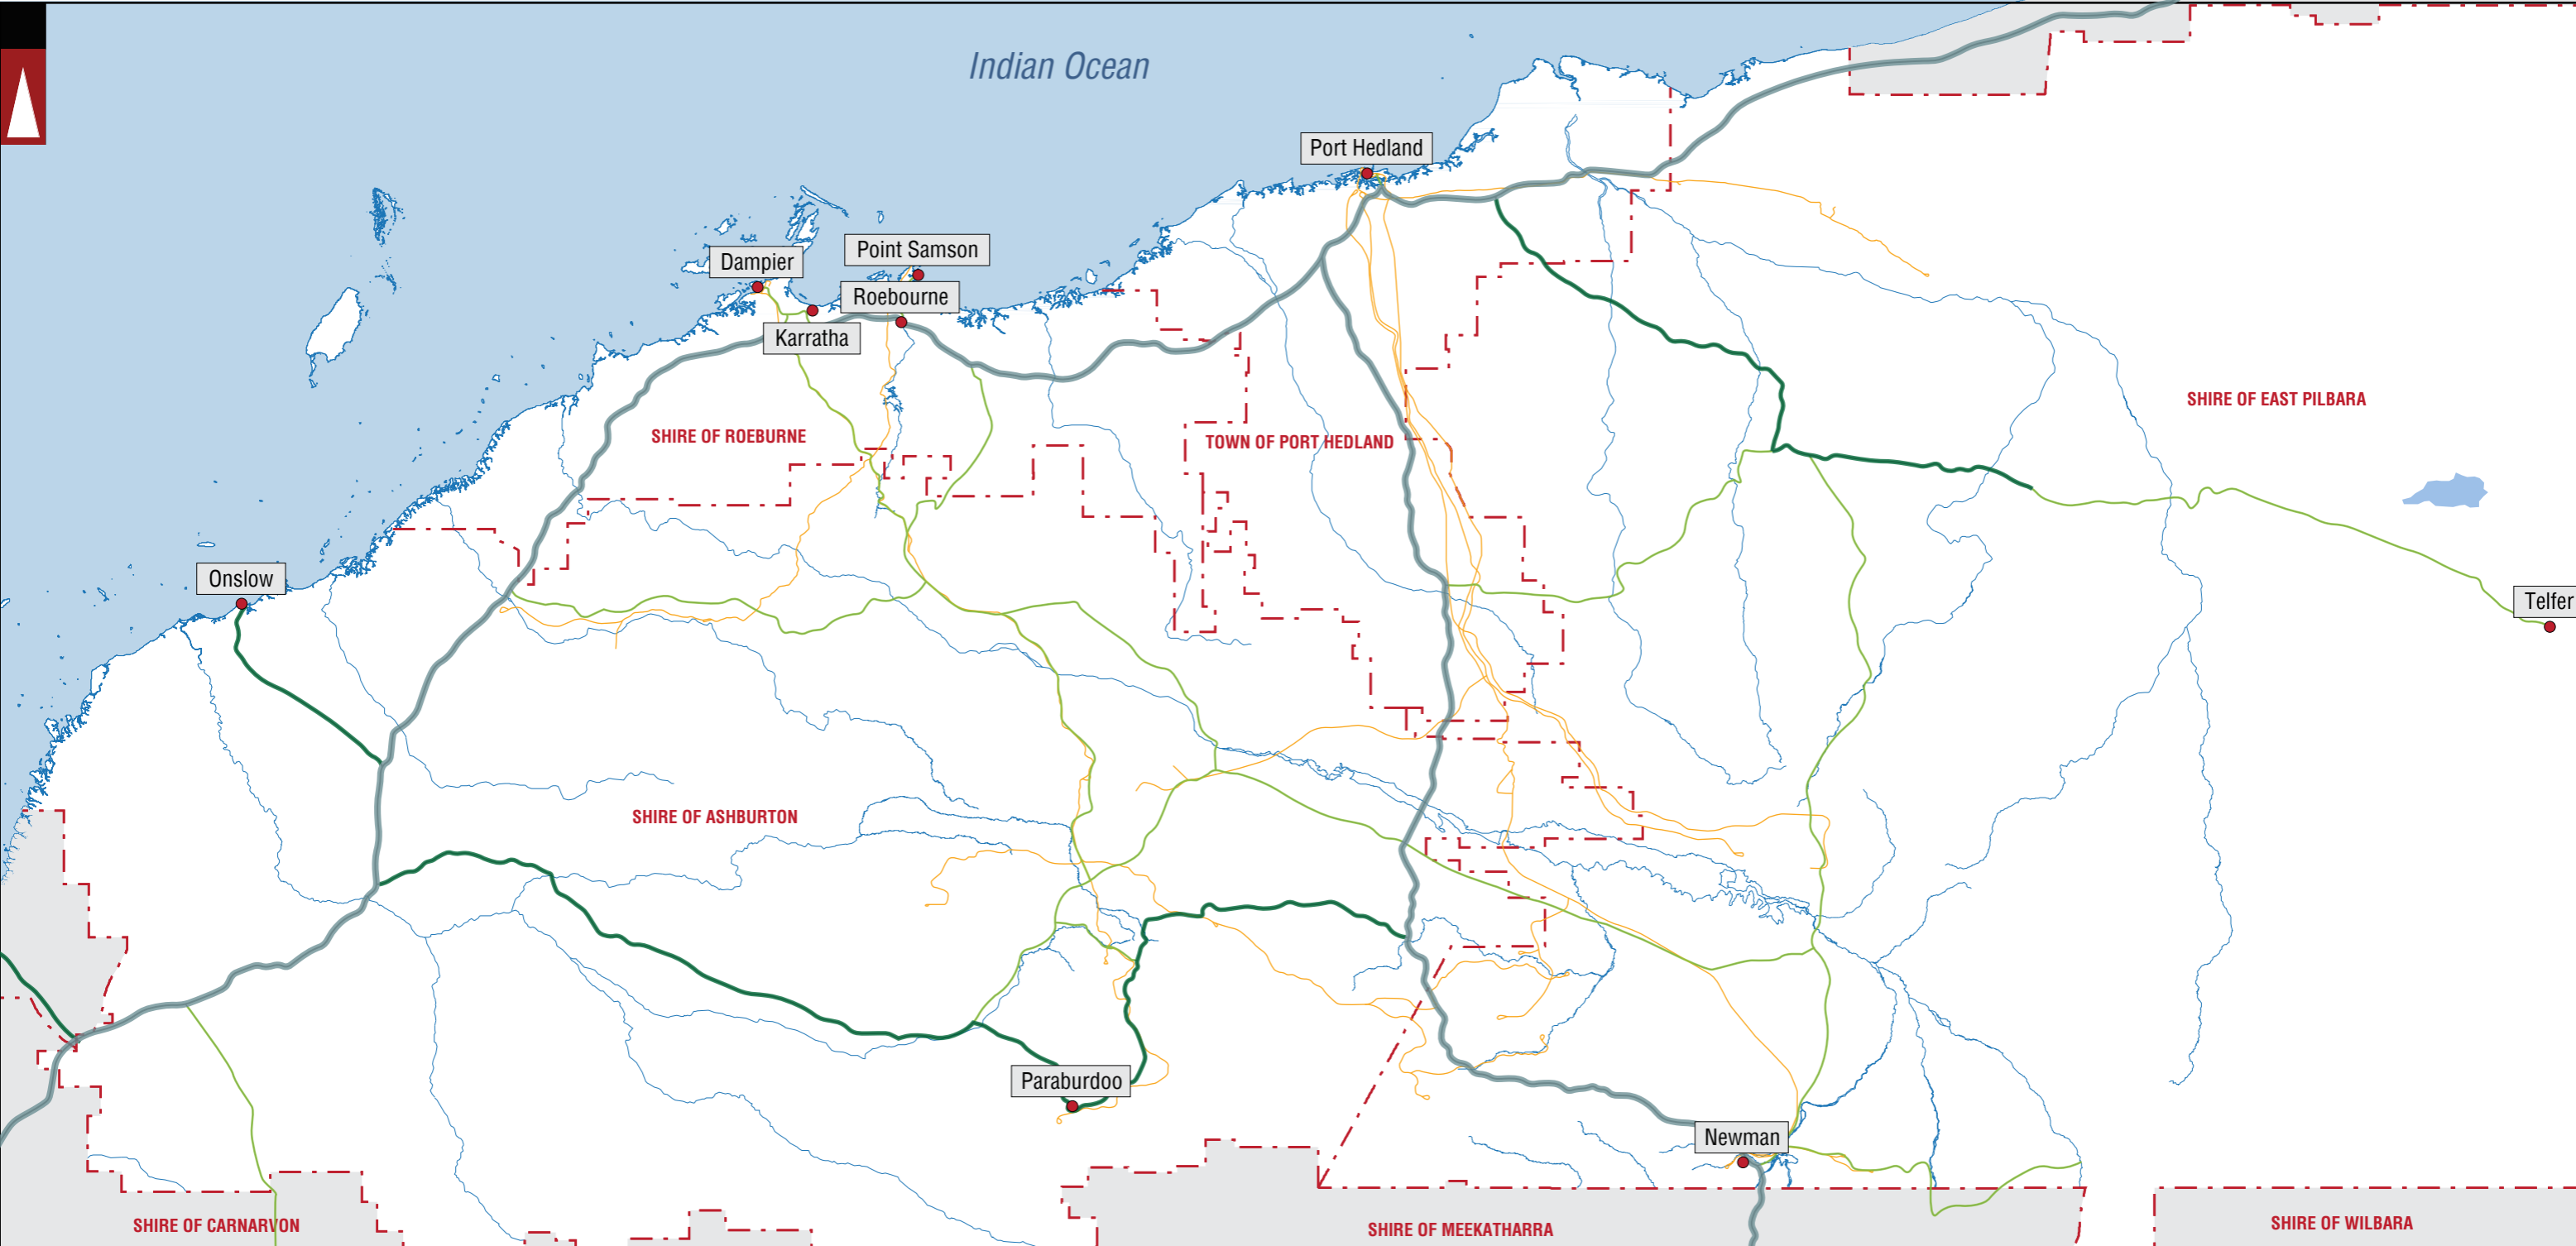 Indian Ocean
Port Hedland
Point Samson
Dampier
Roebourne
Karratha
SHIRE OF EAST PILBARA
SHIRE OF ROEBURNE
TOWN OF PORT HEDLAND
Onslow
Telfer
SHIRE OF ASHBURTON
Paraburdoo
Newman
SHIRE OF CARNARVON
SHIRE OF MEEKATHARRA
SHIRE OF WILBARA